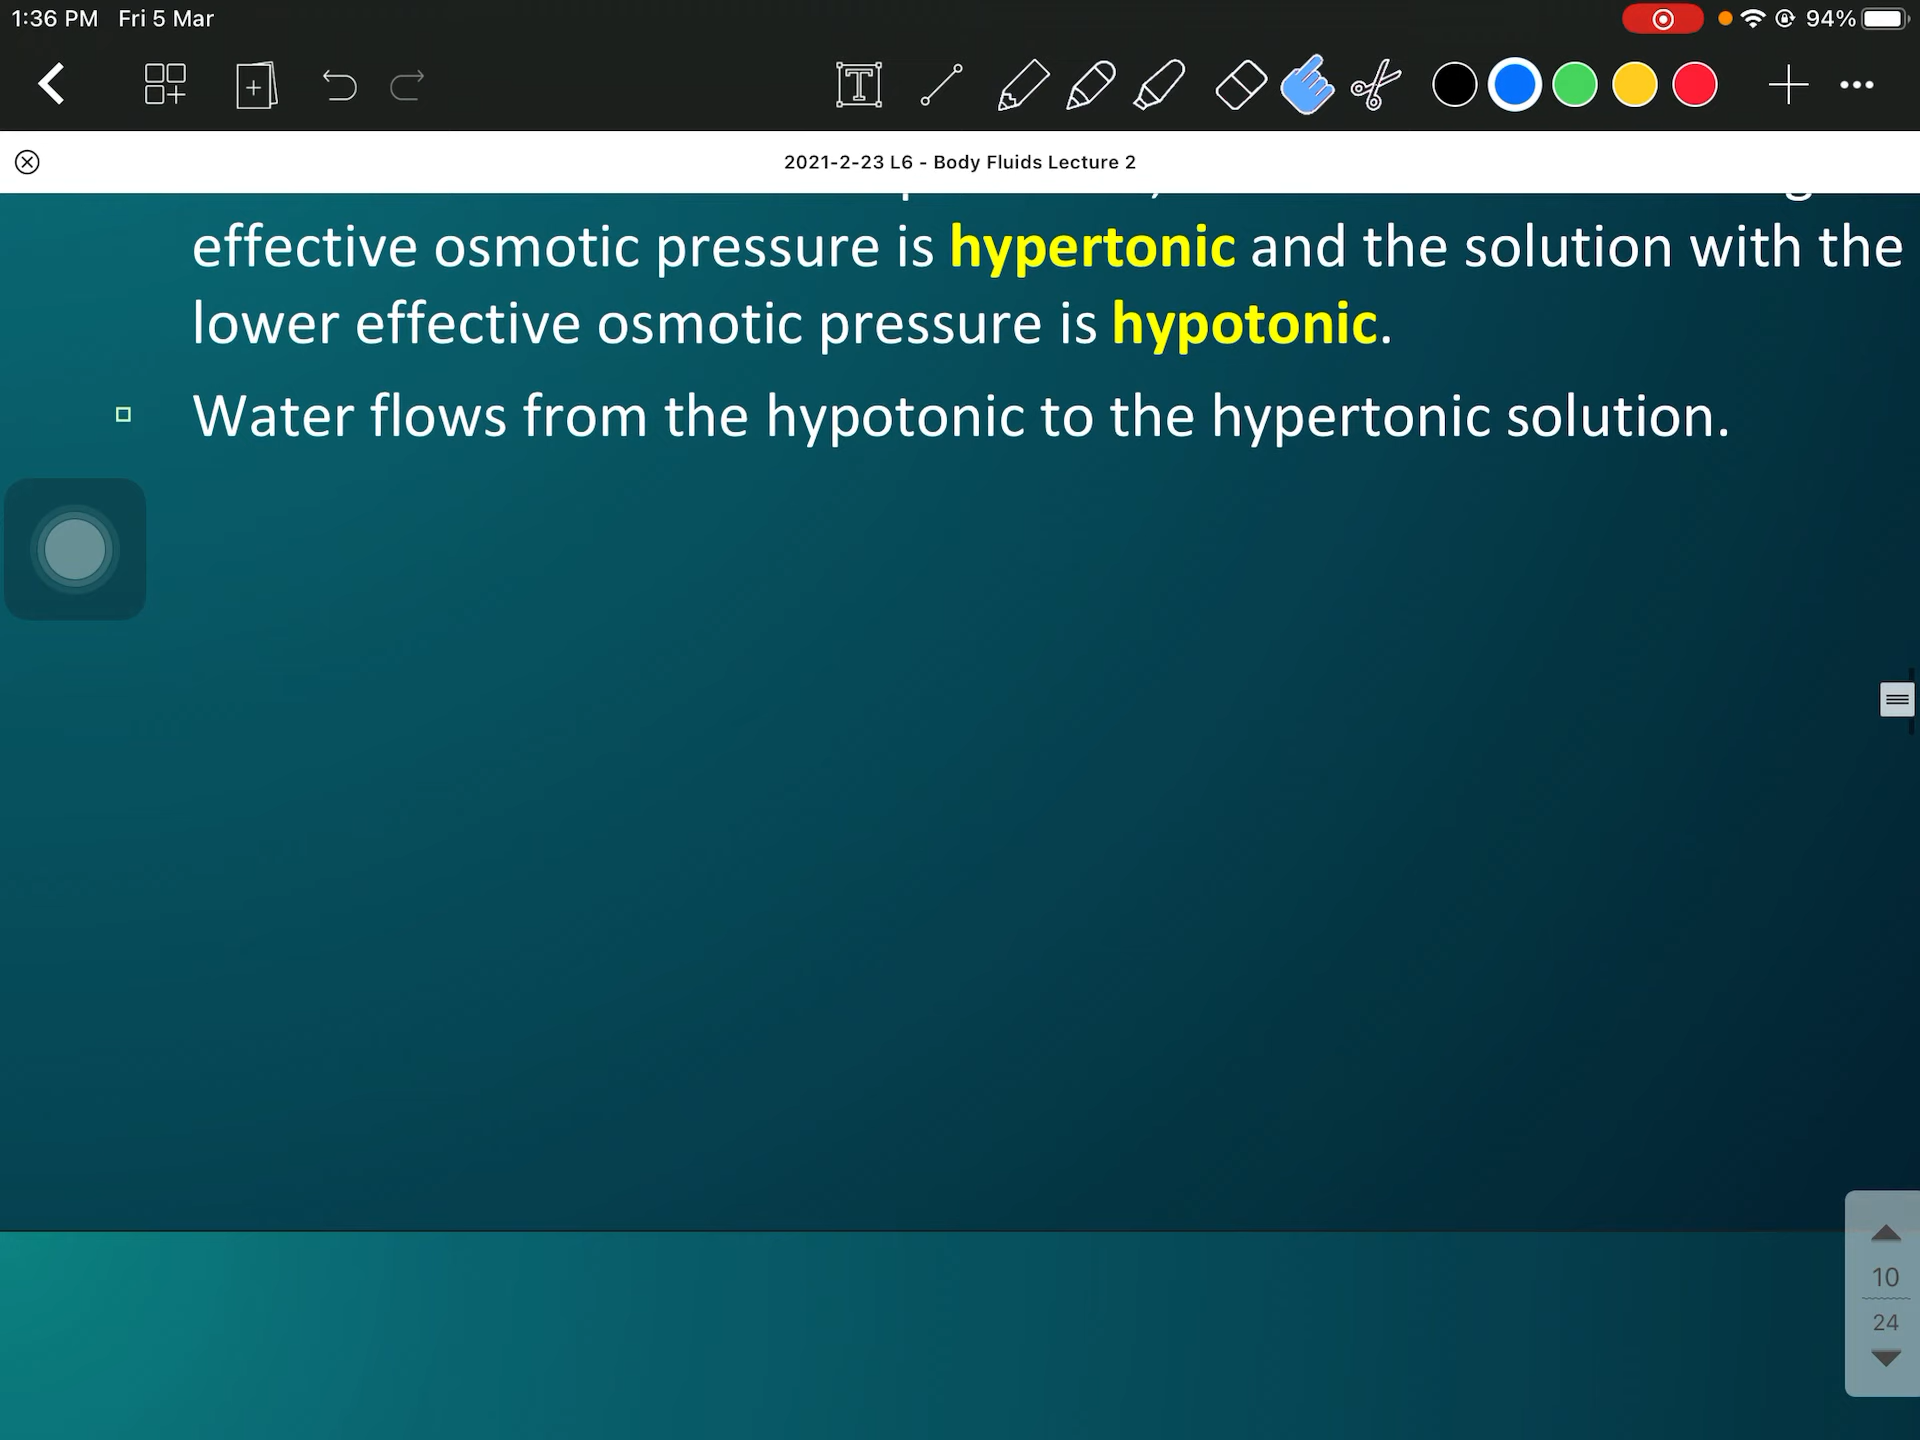 1:36 PM Fri 5 Mar 94%
T
2021-2-23 L6 - Body Fluids Lecture 2
effective osmotic pressure is hypertonic and the solution with the
lower effective osmotic pressure is hypotonic.
Water flows from the hypotonic to the hypertonic solution.
10
24